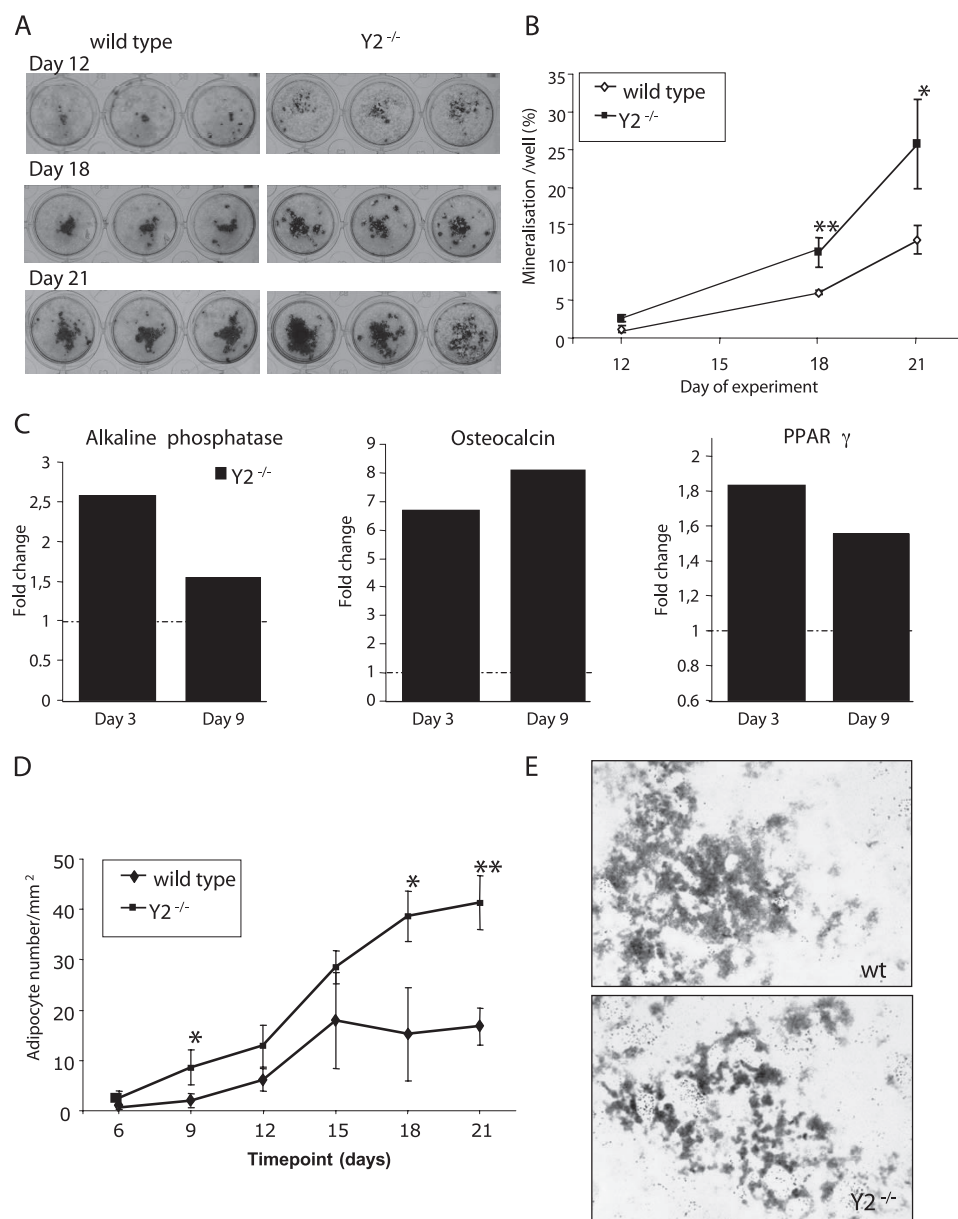 A
wild type
Y2 -/-
Day 12
Day 18
Day 21
B
wild type
Y2 -/-
Mineralisation /well (%)
35
30
25
20
15
10
5
0
*
**
12 15 18 21
Day of experiment
C
Alkaline phosphatase
Y2 -/-
Fold change
3
2,5
2
1,5
1
0.5
0
Day 3 Day 9
Osteocalcin
Fold change
9
8
7
6
5
4
3
2
1
0
Day 3 Day 9
PPAR γ
Fold change
2
1,8
1,6
1,4
1,2
1
0.8
0.6
Day 3 Day 9
D
wild type
Y2 -/-
Adipocyte number/mm 2
50
40
30
20
10
0
*
*
**
6 9 12 15 18 21
Timepoint (days)
E
wt
Y2 -/-